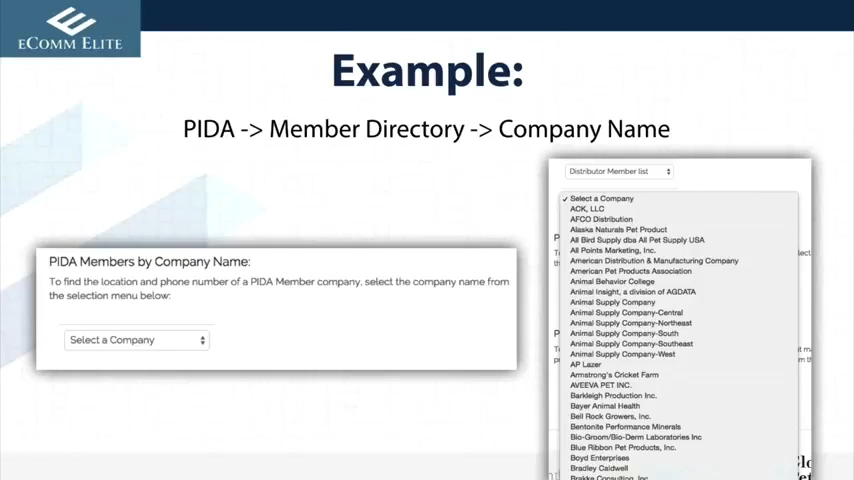 eComm Elite
Example:
PIDA -> Member Directory -> Company Name
PIDA Members by Company Name:
To find the location and phone number of a PIDA Member company, select the company name from
the selection menu below:
Select a Company
Distributor Member list
✓ Select a Company
ACK, LLC
AFCO Distribution
Alaska Naturals Pet Product
All Bird Supply dba All Pet Supply USA
All Points Marketing, Inc.
American Distribution & Manufacturing Company
American Pet Products Association
Animal Behavior College
Animal Insight, a division of AGDATA
Animal Supply Company
Animal Supply Company-Central
Animal Supply Company-Northeast
Animal Supply Company-South
Animal Supply Company-Southeast
Animal Supply Company-West
AP Lazer
Armstrong's Cricket Farm
AVEEVA PET INC.
Barkleigh Production Inc.
Bayer Animal Health
Bell Rock Growers, Inc.
Bentonite Performance Minerals
Bio-Groom/Bio-Derm Laboratories Inc
Blue Ribbon Pet Products, Inc.
Boyd Enterprises
Bradley Caldwell
Brakke Consulting, Inc.